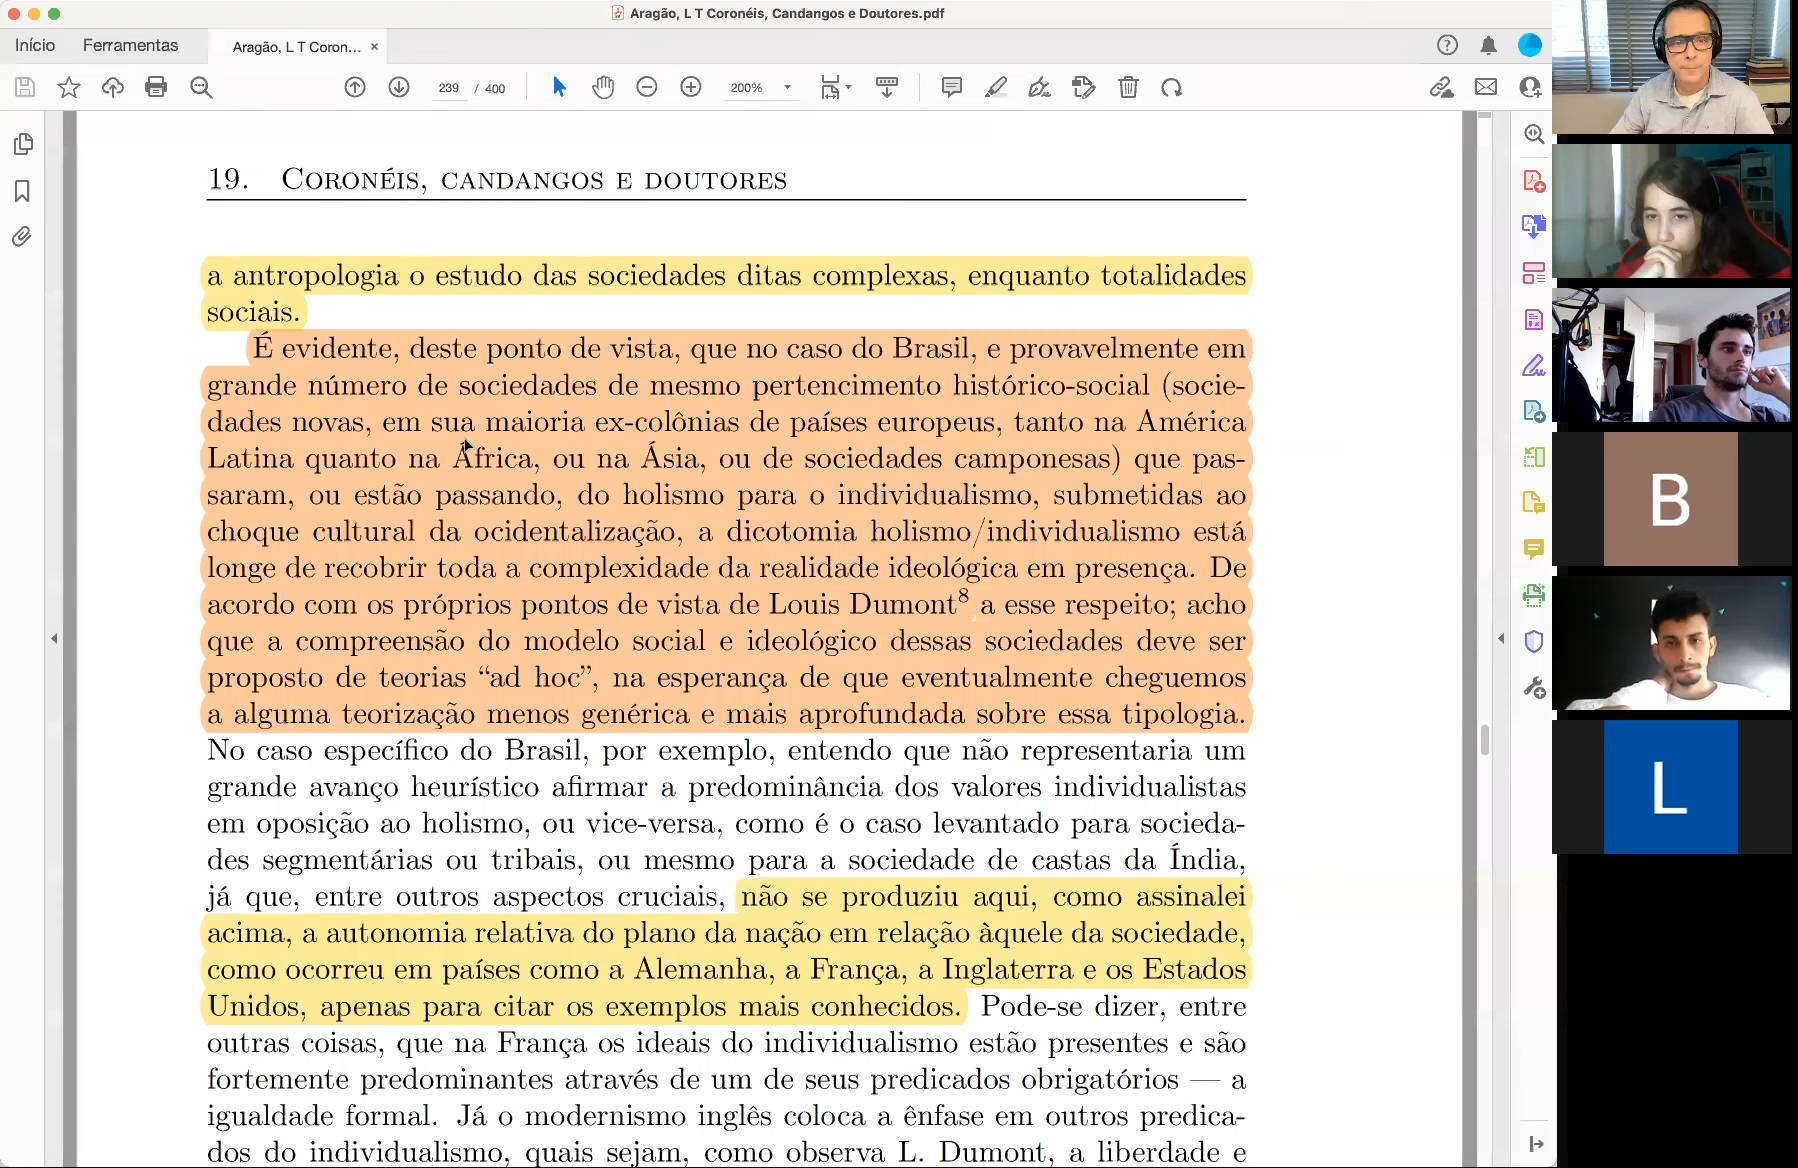 Aragão, L T Coronéis, Candangos e Doutores.pdf
Início Ferramentas Aragão, L T Coron... ×
239 / 400 200%
19. Coronéis, candangos e doutores
a antropologia o estudo das sociedades ditas complexas, enquanto totalidades
sociais.
É evidente, deste ponto de vista, que no caso do Brasil, e provavelmente em
grande número de sociedades de mesmo pertencimento histórico-social (socie-
dades novas, em sua maioria ex-colônias de países europeus, tanto na América
Latina quanto na África, ou na Ásia, ou de sociedades camponesas) que pas-
saram, ou estão passando, do holismo para o individualismo, submetidas ao
choque cultural da ocidentalização, a dicotomia holismo/individualismo está
longe de recobrir toda a complexidade da realidade ideológica em presença. De
acordo com os próprios pontos de vista de Louis Dumont⁸ a esse respeito; acho
que a compreensão do modelo social e ideológico dessas sociedades deve ser
proposto de teorias “ad hoc”, na esperança de que eventualmente cheguemos
a alguma teorização menos genérica e mais aprofundada sobre essa tipologia.
No caso específico do Brasil, por exemplo, entendo que não representaria um
grande avanço heurístico afirmar a predominância dos valores individualistas
em oposição ao holismo, ou vice-versa, como é o caso levantado para socieda-
des segmentárias ou tribais, ou mesmo para a sociedade de castas da Índia,
já que, entre outros aspectos cruciais, não se produziu aqui, como assinalei
acima, a autonomia relativa do plano da nação em relação àquele da sociedade,
como ocorreu em países como a Alemanha, a França, a Inglaterra e os Estados
Unidos, apenas para citar os exemplos mais conhecidos. Pode-se dizer, entre
outras coisas, que na França os ideais do individualismo estão presentes e são
fortemente predominantes através de um de seus predicados obrigatórios — a
igualdade formal. Já o modernismo inglês coloca a ênfase em outros predica-
dos do individualismo, quais sejam, como observa L. Dumont, a liberdade e
B
L